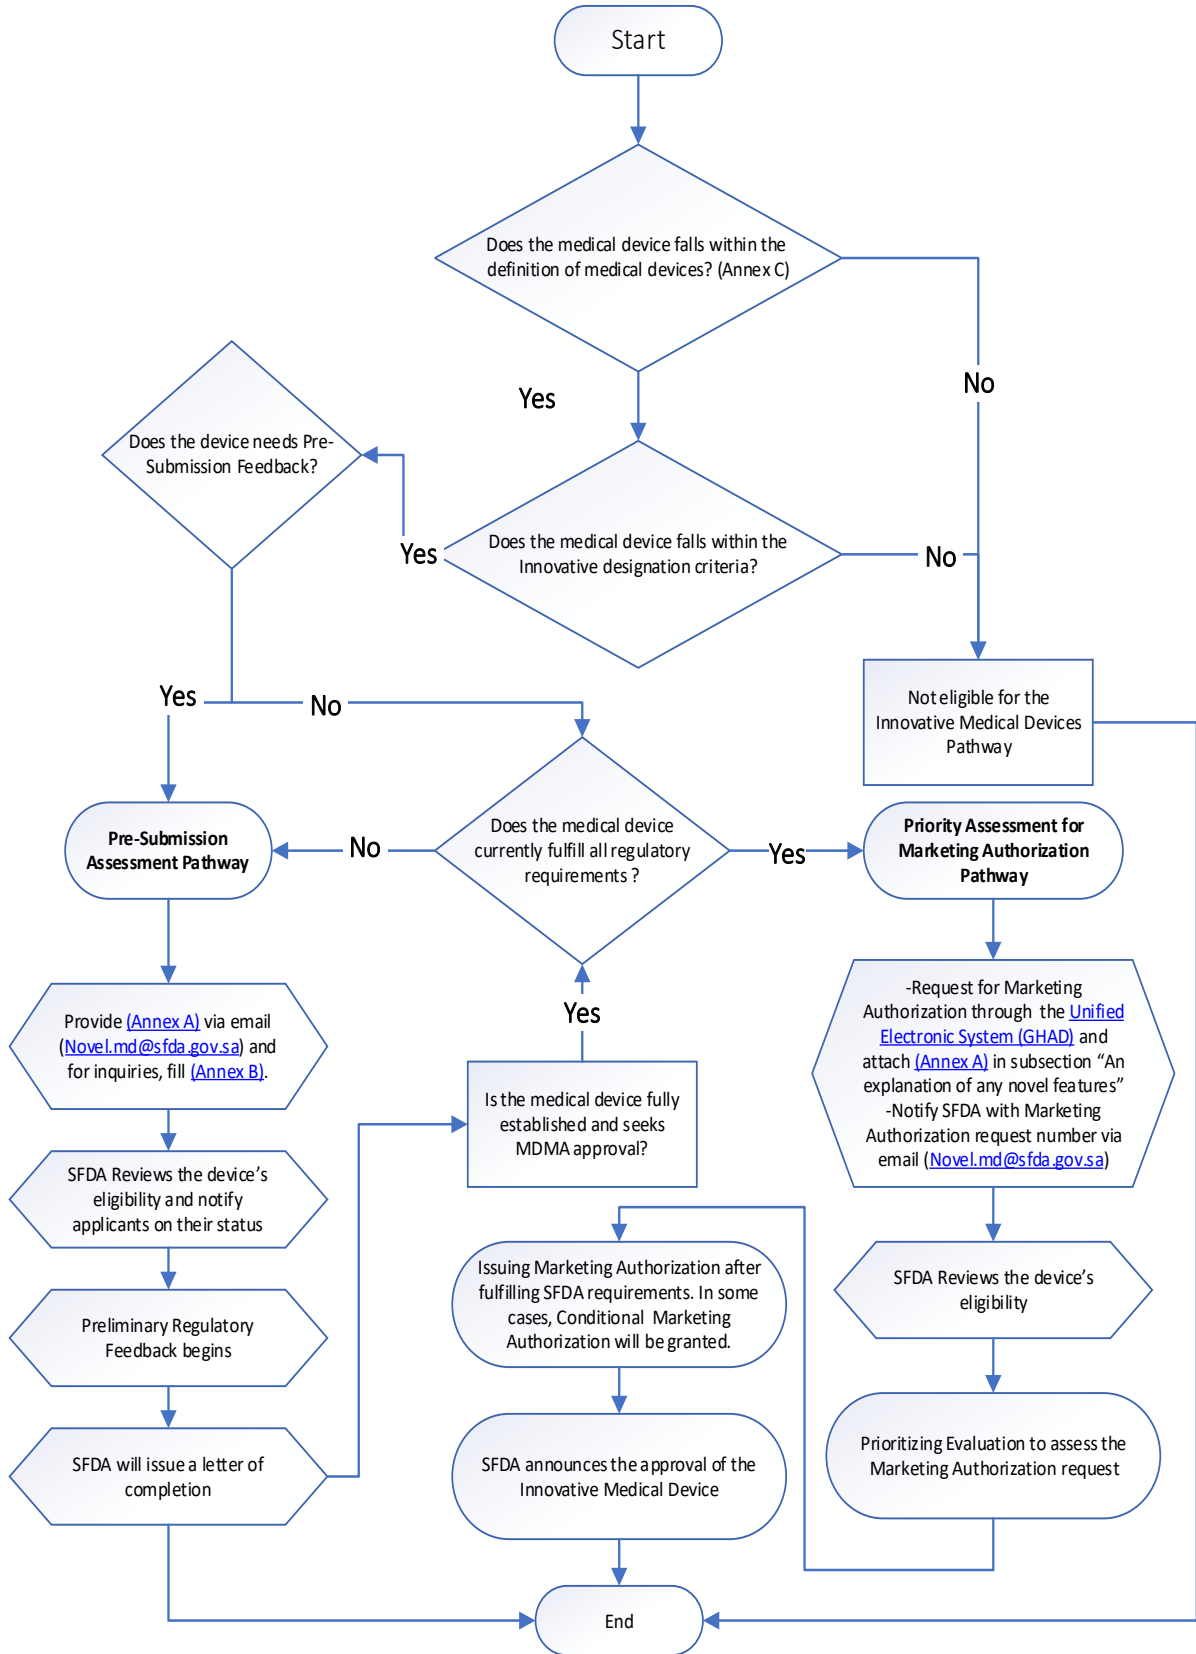 Start
Does the medical device falls within the
definition of medical devices? (Annex C)
No
Yes
Does the device needs Pre-
Submission Feedback?
Yes
Does the medical device falls within the
Innovative designation criteria?
No
Not eligible for the
Innovative Medical Devices
Pathway
Yes
No
Pre-Submission
Assessment Pathway
No
Does the medical device
currently fulfill all regulatory
requirements ?
Yes
Priority Assessment for
Marketing Authorization
Pathway
Provide (Annex A) via email
(Novel.md@sfda.gov.sa) and
for inquiries, fill (Annex B).
Yes
-Request for Marketing
Authorization through the Unified
Electronic System (GHAD) and
attach (Annex A) in subsection “An
explanation of any novel features”
-Notify SFDA with Marketing
Authorization request number via
email (Novel.md@sfda.gov.sa)
Is the medical device fully
established and seeks
MDMA approval?
SFDA Reviews the device’s
eligibility and notify
applicants on their status
Issuing Marketing Authorization after
fulfilling SFDA requirements. In some
cases, Conditional Marketing
Authorization will be granted.
SFDA Reviews the device’s
eligibility
Preliminary Regulatory
Feedback begins
SFDA will issue a letter of
completion
SFDA announces the approval of the
Innovative Medical Device
Prioritizing Evaluation to assess the
Marketing Authorization request
End